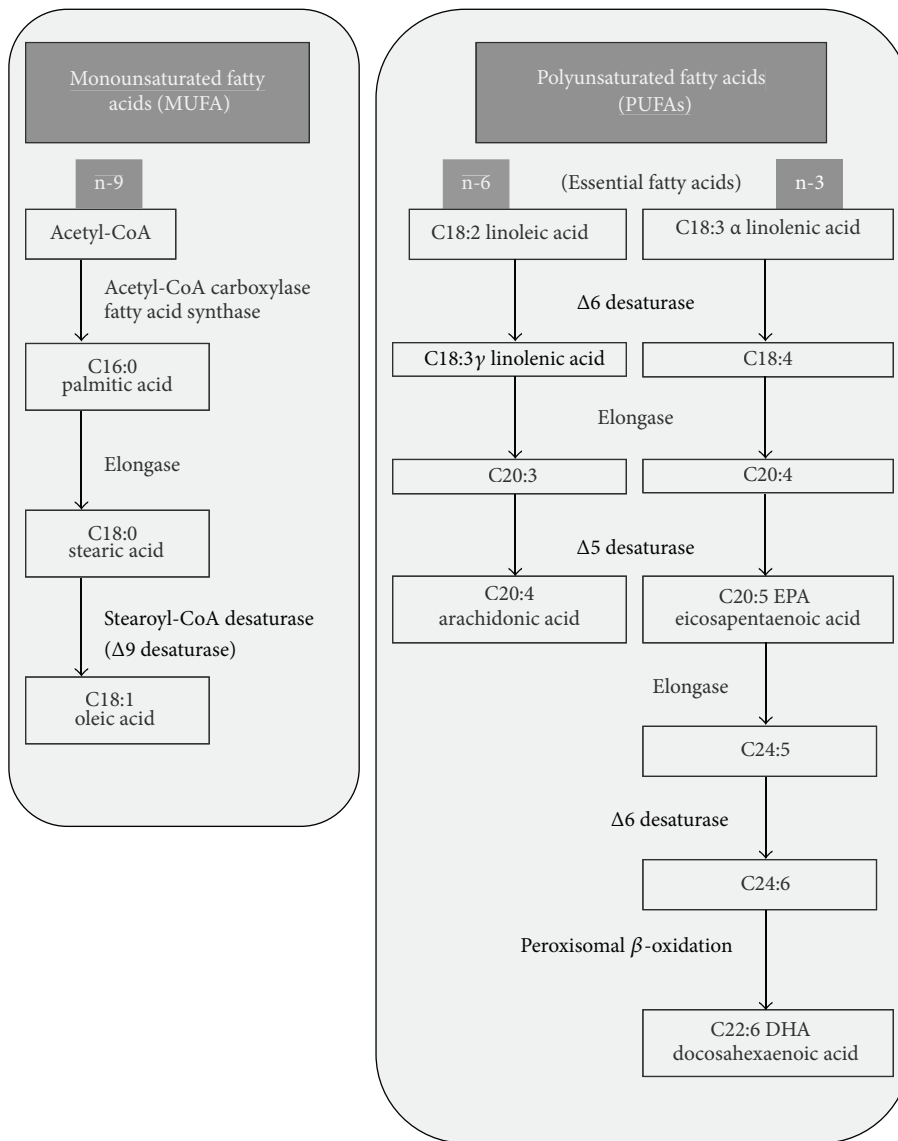 Monounsaturated fatty
acids (MUFA)
n-9
Acetyl-CoA
Acetyl-CoA carboxylase
fatty acid synthase
C16:0
palmitic acid
Elongase
C18:0
stearic acid
Stearoyl-CoA desaturase
(Δ9 desaturase)
C18:1
oleic acid
Polyunsaturated fatty acids
(PUFAs)
n-6
(Essential fatty acids)
n-3
C18:2 linoleic acid
C18:3 α linolenic acid
Δ6 desaturase
C18:3γ linolenic acid
C18:4
Elongase
C20:3
C20:4
Δ5 desaturase
C20:4
arachidonic acid
C20:5 EPA
eicosapentaenoic acid
Elongase
C24:5
Δ6 desaturase
C24:6
Peroxisomal β-oxidation
C22:6 DHA
docosahexaenoic acid